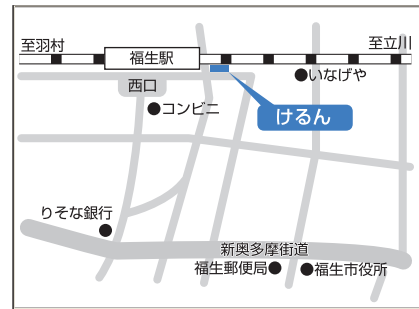 至羽村
福生駅
至立川
西口
いなげや
コンビニ
けるん
りそな銀行
新奥多摩街道
福生郵便局
福生市役所